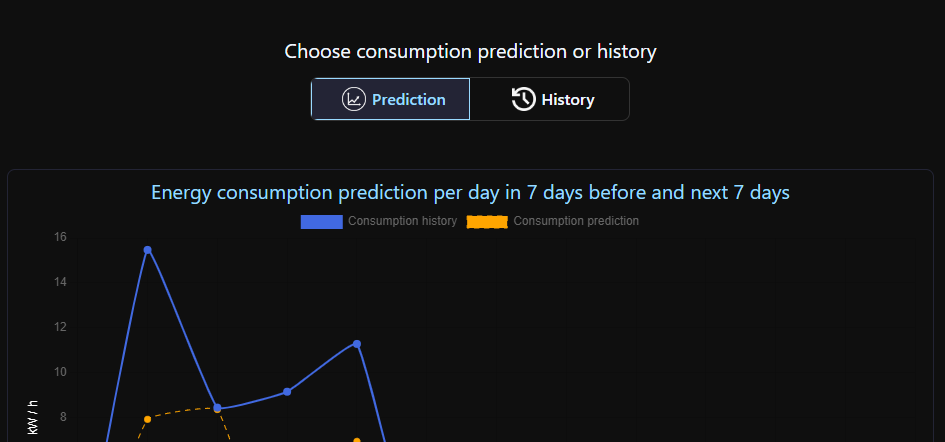 Choose consumption prediction or history
Prediction
History
Energy consumption prediction per day in 7 days before and next 7 days
Consumption history
Consumption prediction
16
14
12
10
8
kW / h